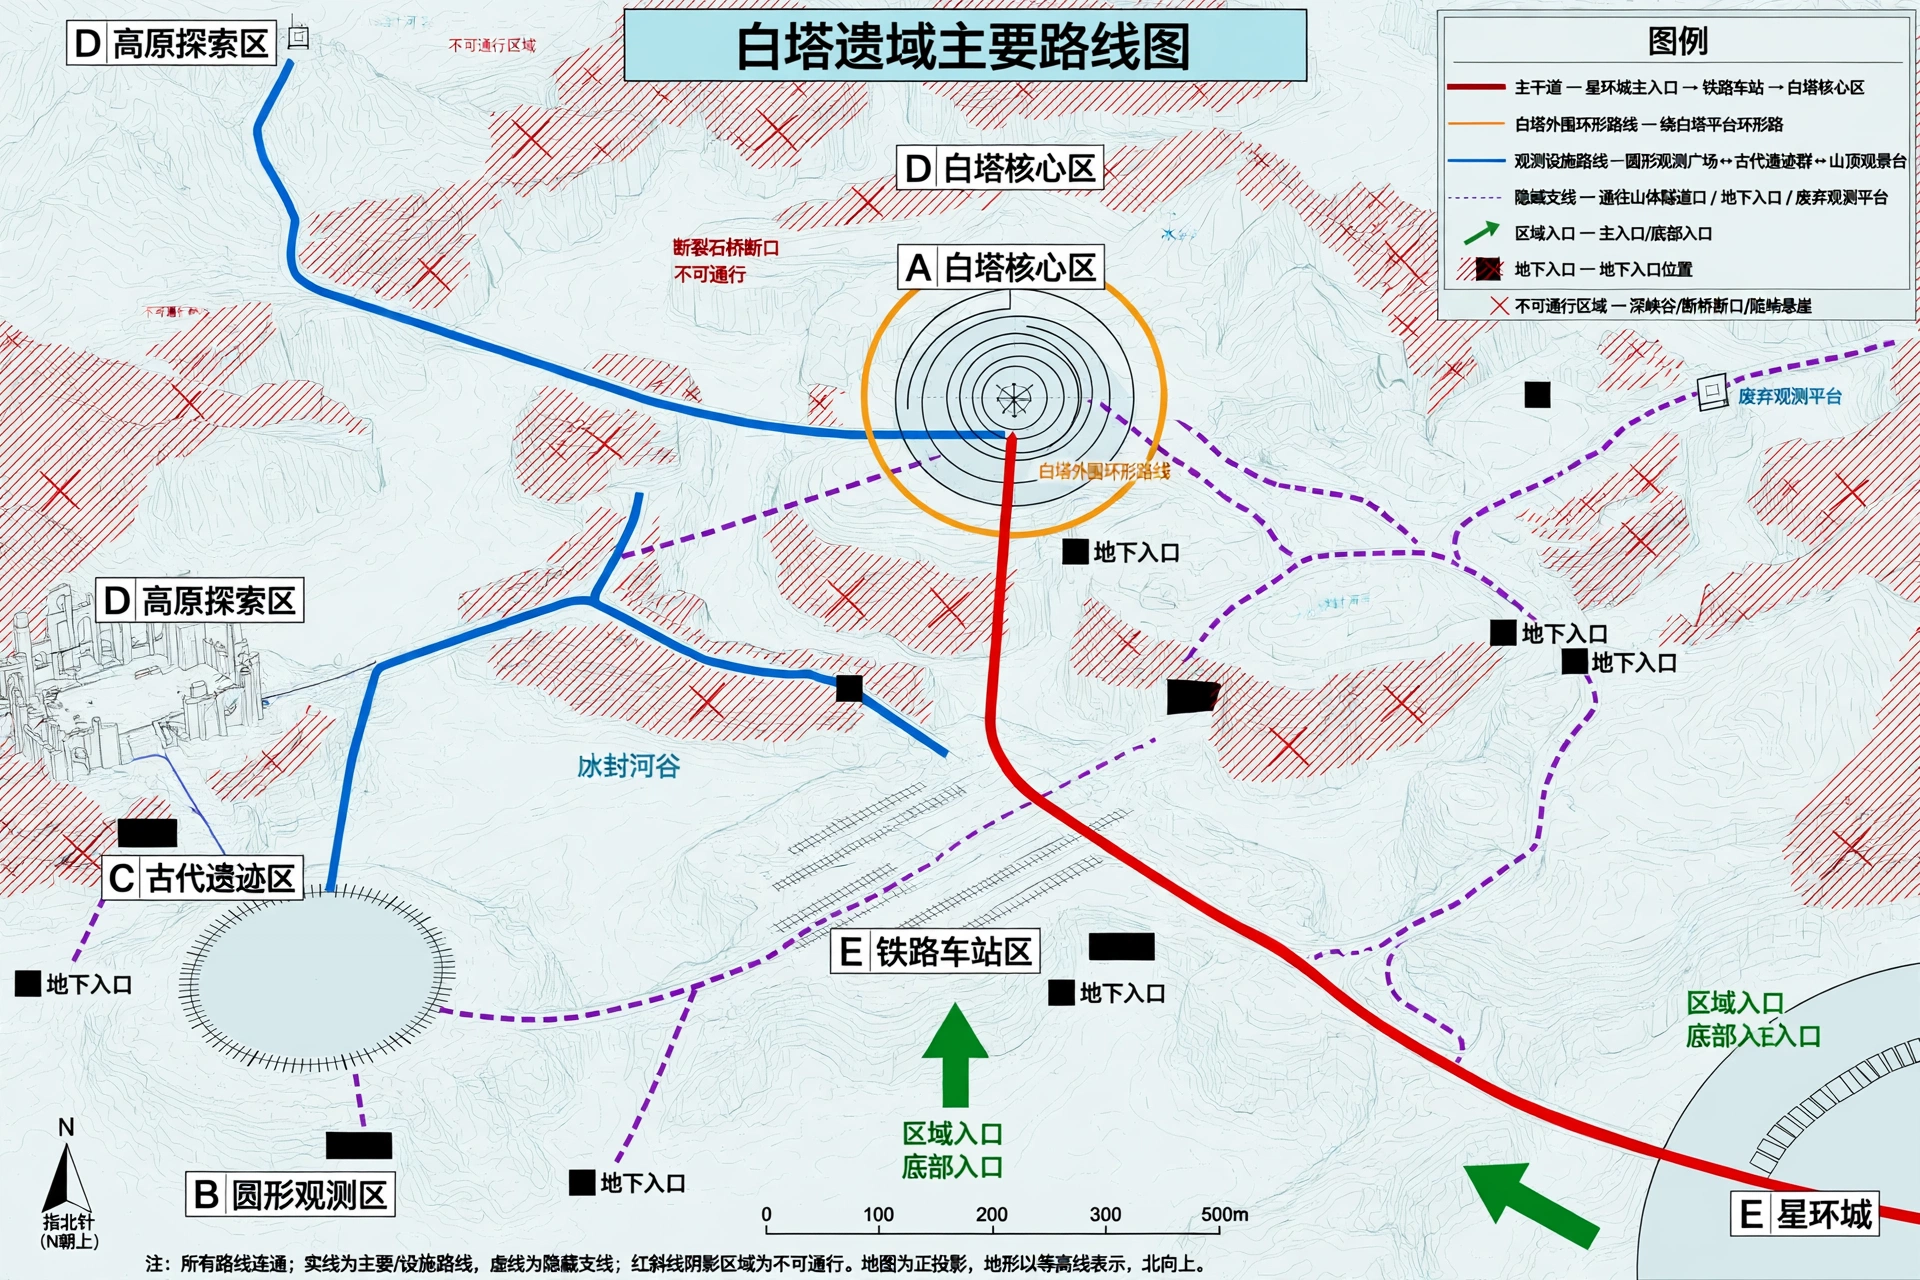 白塔遗域主要路线图
D 高原探索区
不可通行区域
图例
主干道 — 星环城主入口 → 铁路车站 → 白塔核心区
白塔外围环形路线 — 绕白塔平台环形路
观测设施路线 — 圆形观测广场 ↔ 古代遗迹群 ↔ 山顶观景台
隐藏支线 — 通往山体隧道口 / 地下入口 / 废弃观测平台
区域入口 — 主入口/底部入口
地下入口 — 地下入口位置
不可通行区域 — 深峡谷/断桥断口/陡峭悬崖
D 白塔核心区
断裂石桥断口
不可通行
A 白塔核心区
废弃观测平台
白塔外围环形路线
地下入口
D 高原探索区
地下入口
地下入口
冰封河谷
C 古代遗迹区
E 铁路车站区
地下入口
地下入口
区域入口
底部入E入口
区域入口
底部入口
地下入口
B 圆形观测区
E 星环城
N
指北针
(N朝上)
0 100 200 300 500m
注：所有路线连通；实线为主要/设施路线，虚线为隐藏支线；红斜线阴影区域为不可通行。地图为正投影，地形以等高线表示，北向上。